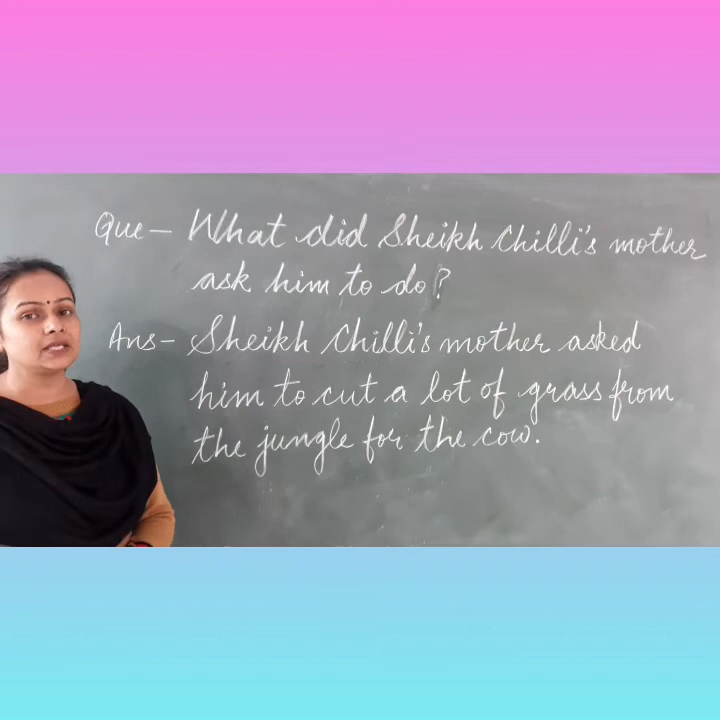 Que- What did Sheikh Chilli's mother
ask him to do?
Ans- Sheikh Chilli's mother asked
him to cut a lot of grass from
the jungle for the cow.